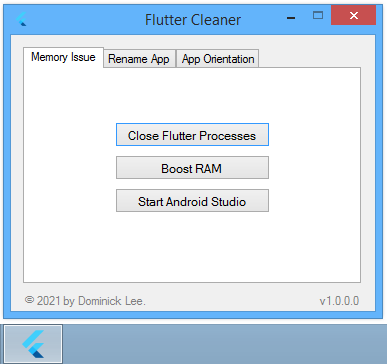 Flutter Cleaner
Memory Issue Rename App App Orientation
Close Flutter Processes
Boost RAM
Start Android Studio
© 2021 by Dominick Lee. v1.0.0.0